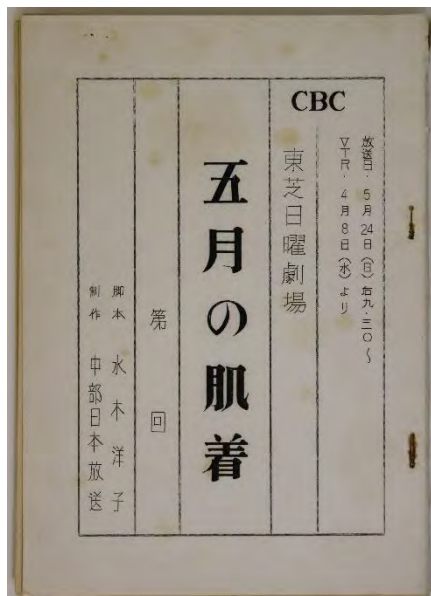 CBC
放送日・5月24日(日)右九・三〇〜
VTR・4月8日(水)より
東芝日曜劇場
五月の肌着
第 回
脚本 水木洋子
制作 中部日本放送